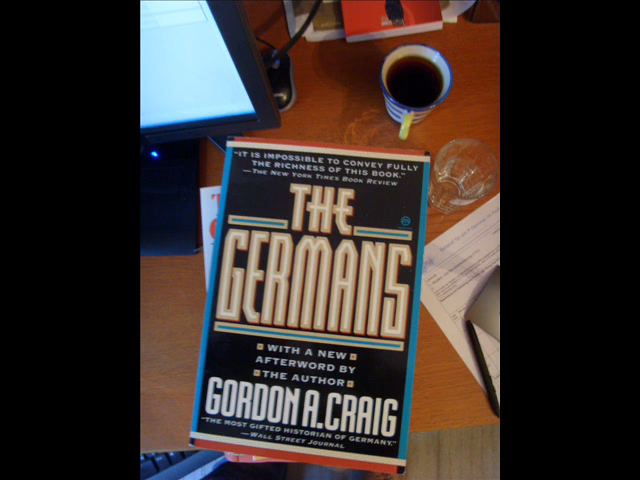 "IT IS IMPOSSIBLE TO CONVEY FULLY
THE RICHNESS OF THIS BOOK."
—THE NEW YORK TIMES BOOK REVIEW
THE
GERMANS
WITH A NEW
AFTERWORD BY
THE AUTHOR
GORDON A. CRAIG
"THE MOST GIFTED HISTORIAN OF GERMANY."
—WALL STREET JOURNAL